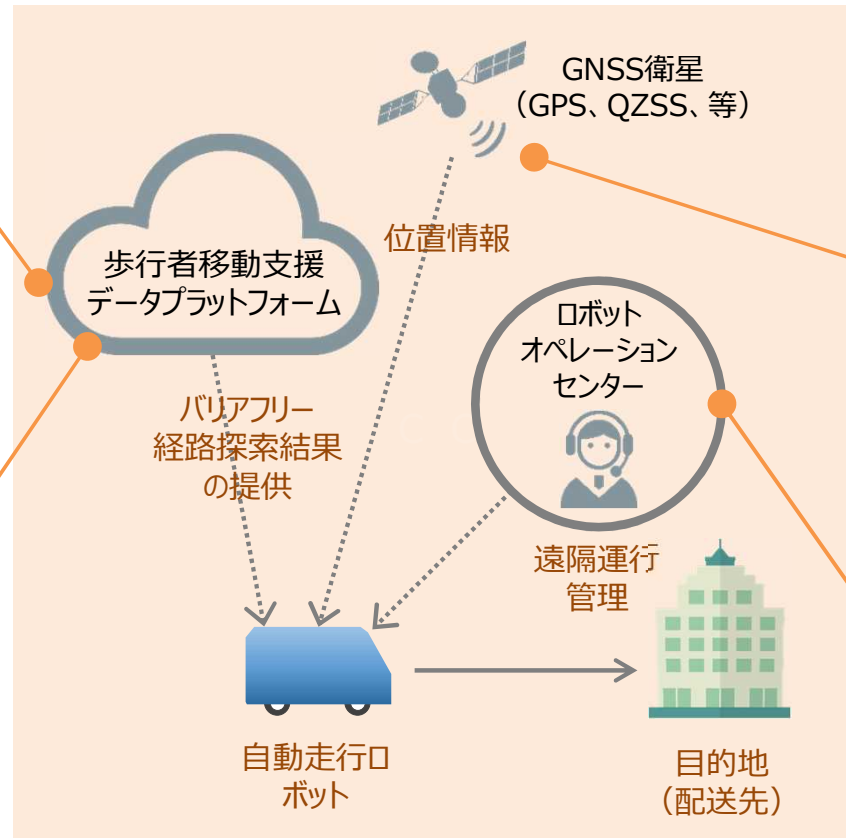 GNSS衛星
（GPS、QZSS、等）
位置情報
歩行者移動支援
データプラットフォーム
ロボット
オペレーション
センター
バリアフリー
経路探索結果
の提供
遠隔運行
管理
自動走行ロ
ボット
目的地
（配送先）